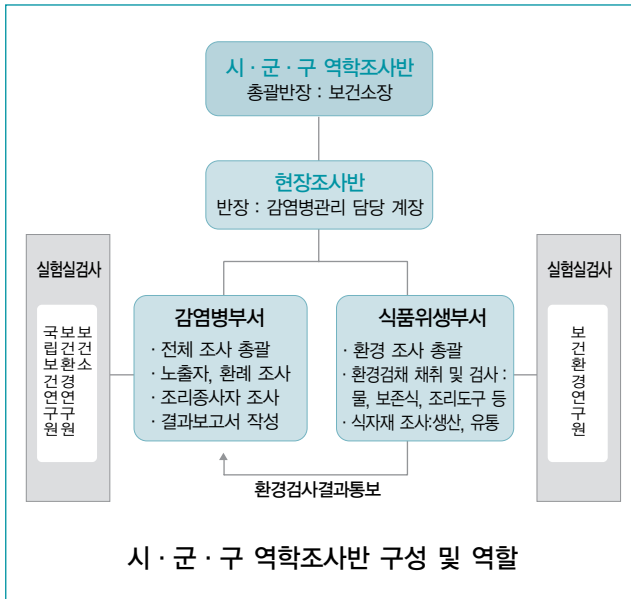 시 · 군 · 구 역학조사반
총괄반장 : 보건소장
현장조사반
반장 : 감염병관리 담당 계장
실험실검사
국립보건연구원
보건환경연구원
보건소
감염병부서
· 전체 조사 총괄
· 노출자, 환례 조사
· 조리종사자 조사
· 결과보고서 작성
식품위생부서
· 환경 조사 총괄
· 환경검채 채취 및 검사 :
물, 보존식, 조리도구 등
· 식자재 조사:생산, 유통
실험실검사
보건환경연구원
환경검사결과통보
시 · 군 · 구 역학조사반 구성 및 역할